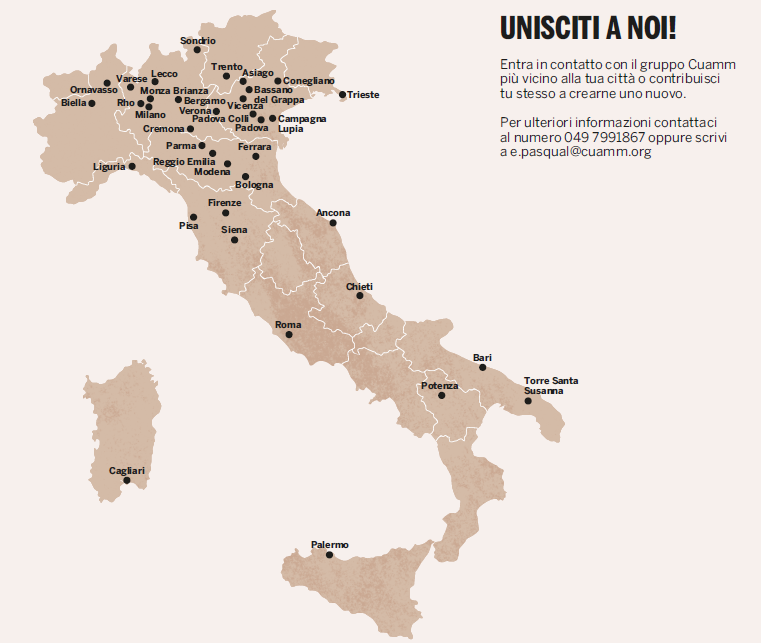 UNISCITI A NOI!
Entra in contatto con il gruppo Cuamm
più vicino alla tua città o contribuisci
tu stesso a crearne uno nuovo.
Per ulteriori informazioni contattaci
al numero 049 7991867 oppure scrivi
a e.pasqual@cuamm.org
Sondrio
Trento
Asiago
Conegliano
Lecco
Varese
Ornavasso
Monza Brianza
Bassano
del Grappa
Trieste
Biella
Rho
Bergamo
Vicenza
Verona
Milano
Padova Colli
Campagna
Lupia
Cremona
Padova
Parma
Ferrara
Reggio Emilia
Liguria
Modena
Bologna
Firenze
Ancona
Pisa
Siena
Chieti
Roma
Bari
Potenza
Torre Santa
Susanna
Cagliari
Palermo